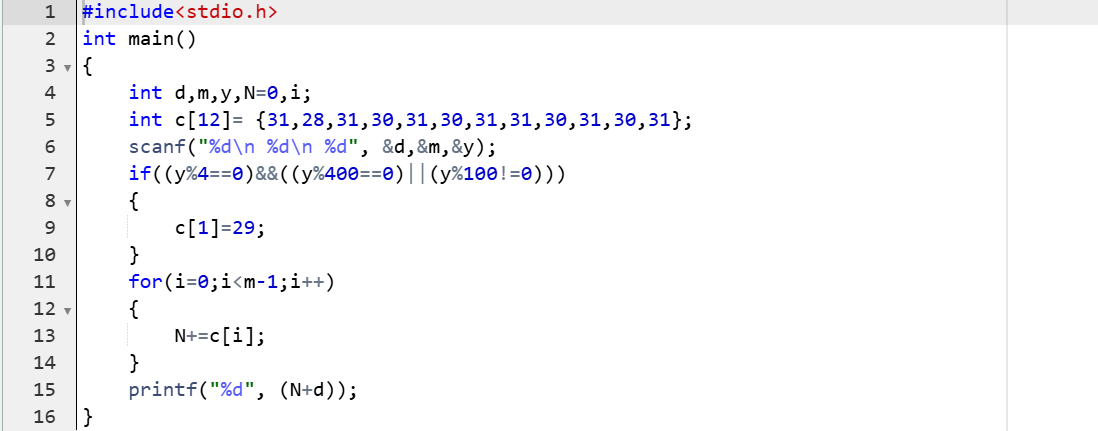 1 #include<stdio.h>
2 int main()
3 {
4     int d,m,y,N=0,i;
5     int c[12]= {31,28,31,30,31,30,31,31,30,31,30,31};
6     scanf("%d\n %d\n %d", &d,&m,&y);
7     if((y%4==0)&&((y%400==0)||(y%100!=0)))
8     {
9         c[1]=29;
10     }
11     for(i=0;i<m-1;i++)
12     {
13         N+=c[i];
14     }
15     printf("%d", (N+d));
16 }